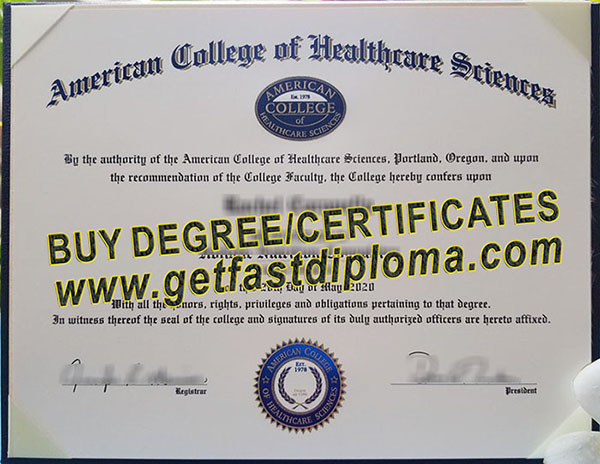 American College of Healthcare Sciences
AMERICAN
Est. 1978
COLLEGE
of
HEALTHCARE SCIENCES
By the authority of the American College of Healthcare Sciences, Portland, Oregon, and upon
the recommendation of the College Faculty, the College hereby confers upon
BUY DEGREE/CERTIFICATES
www.getfastdiploma.com
Day of May 2020
With all the honors, rights, privileges and obligations pertaining to that degree.
In witness thereof the seal of the college and signatures of its duly authorized officers are hereto affixed.
AMERICAN COLLEGE
EST.
1978
OF HEALTHCARE SCIENCES
Registrar
President